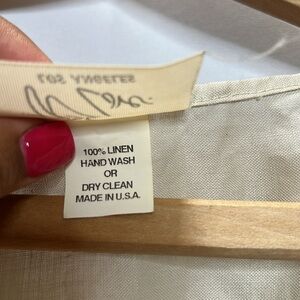 LOS ANGELES
100% LINEN
HAND WASH
OR
DRY CLEAN
MADE IN U.S.A.